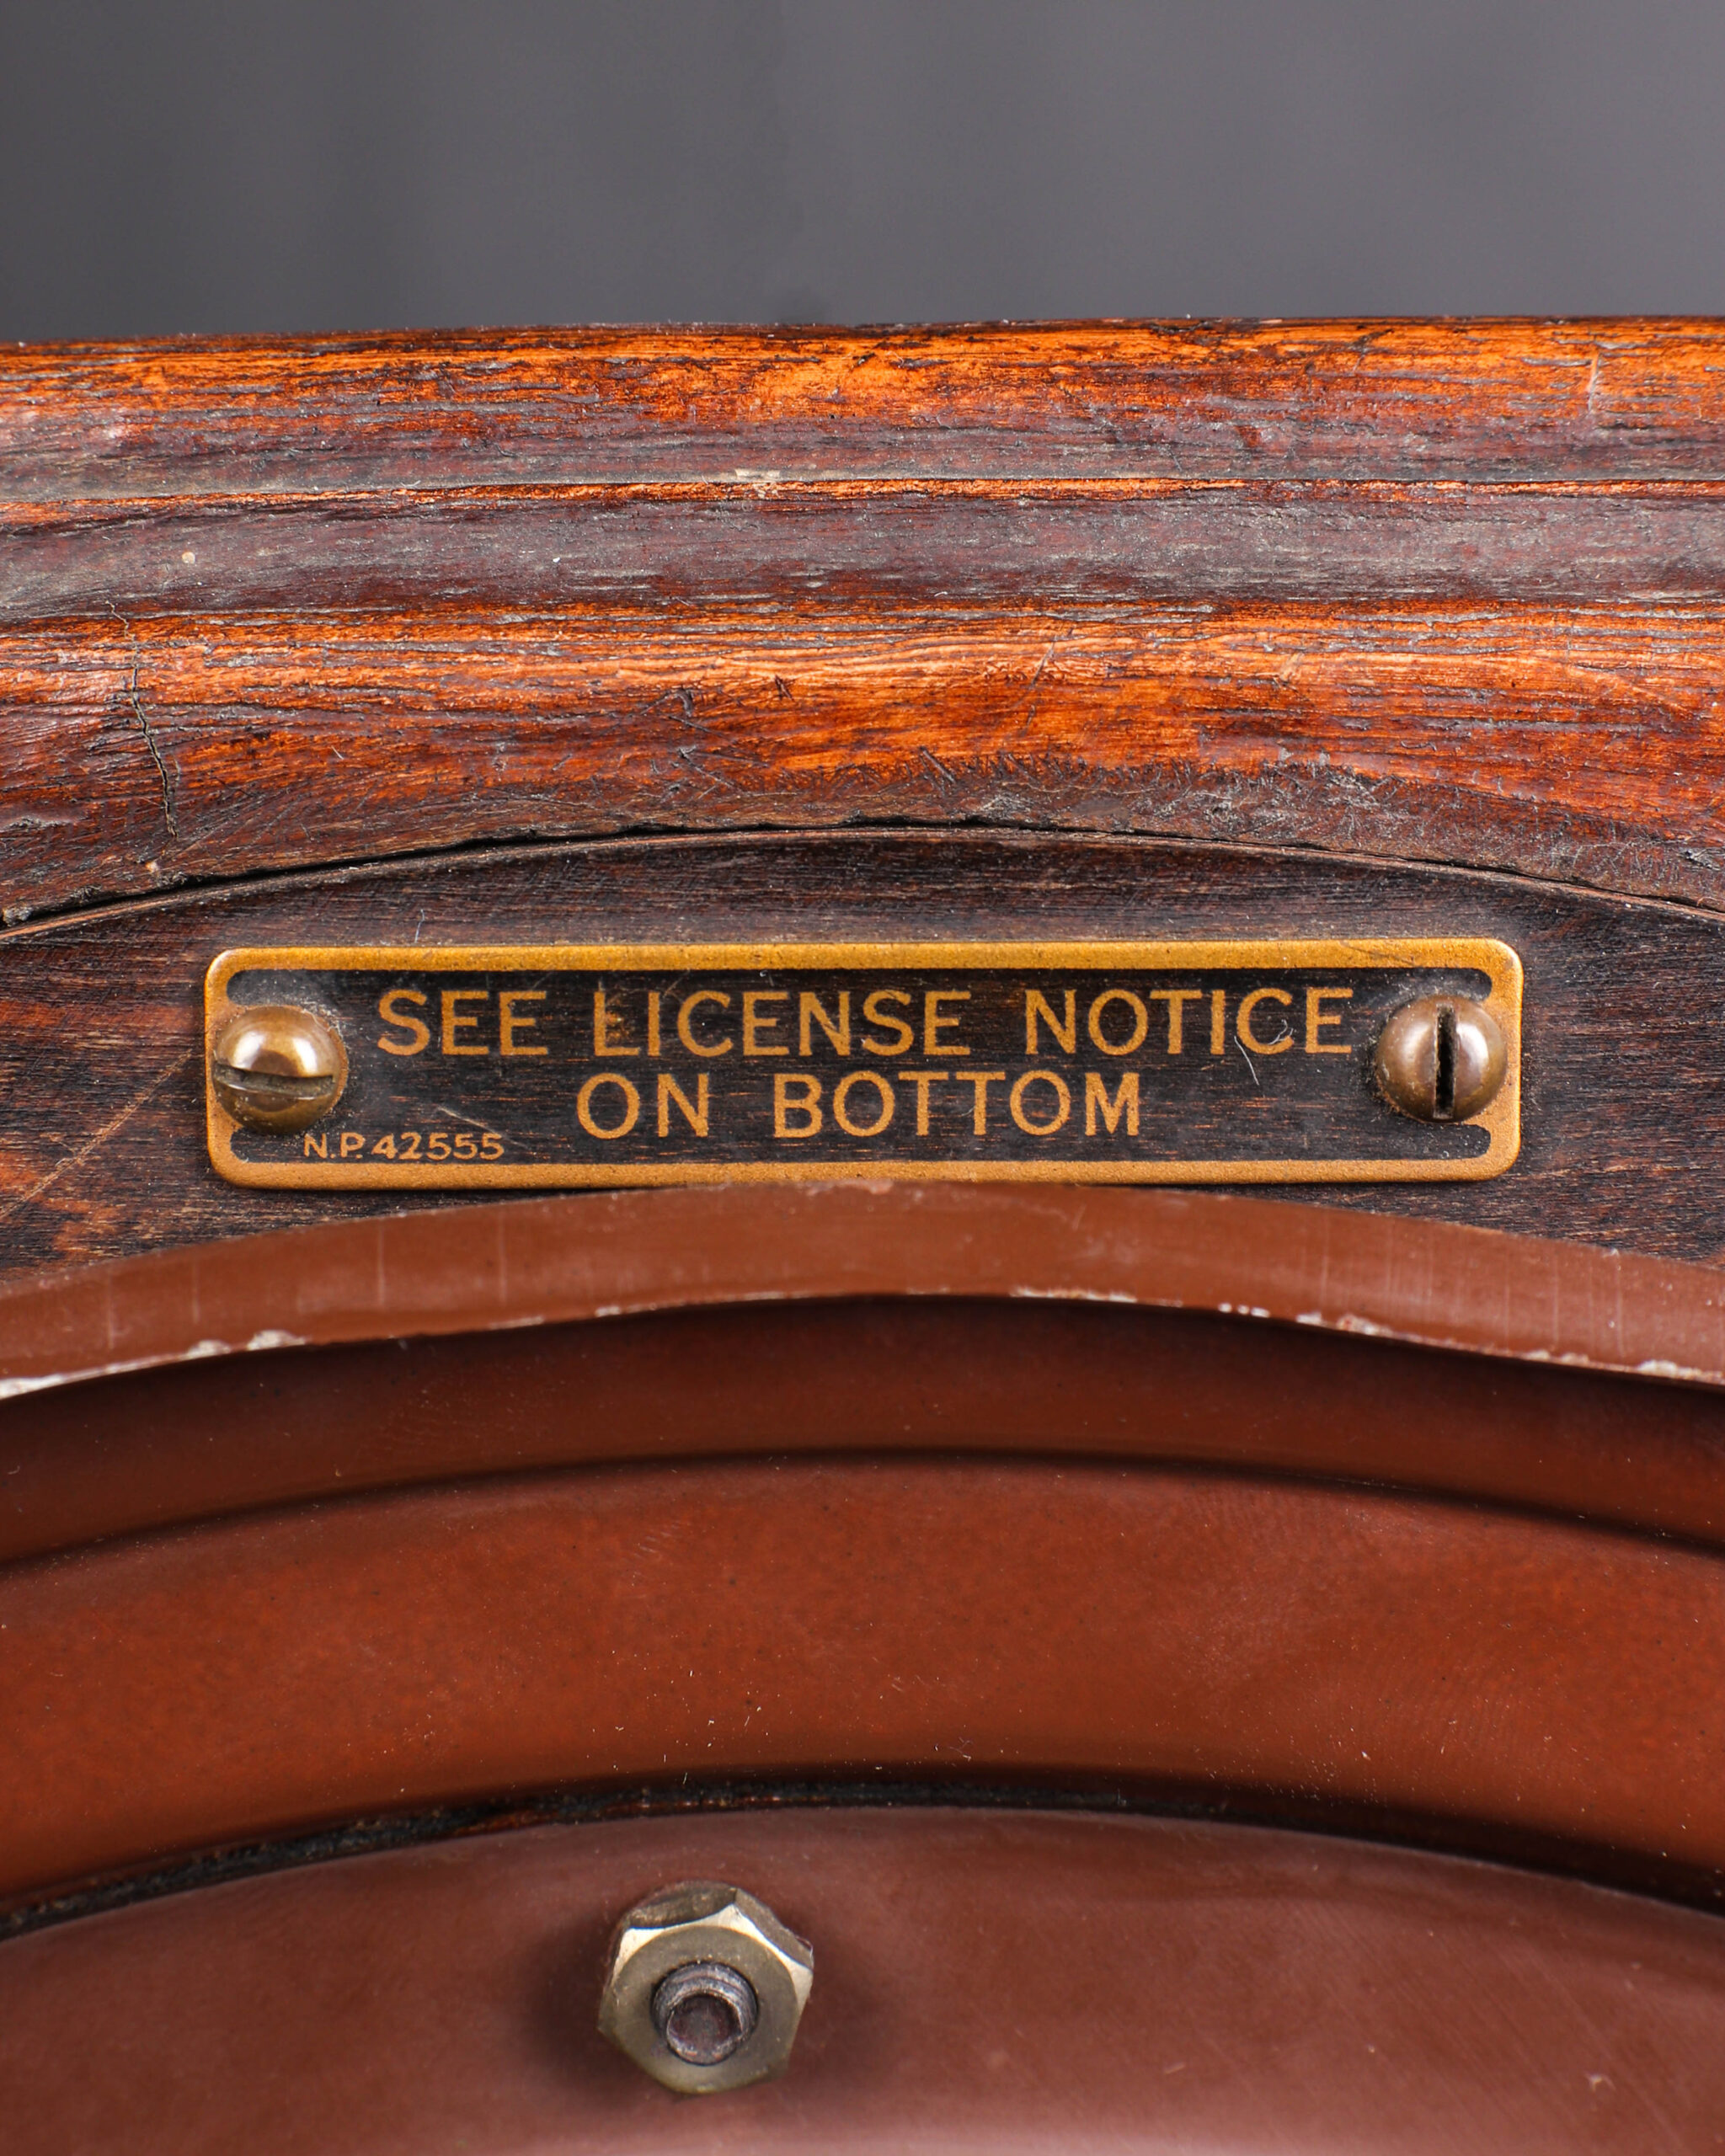 SEE LICENSE NOTICE
ON BOTTOM
N.P. 42555